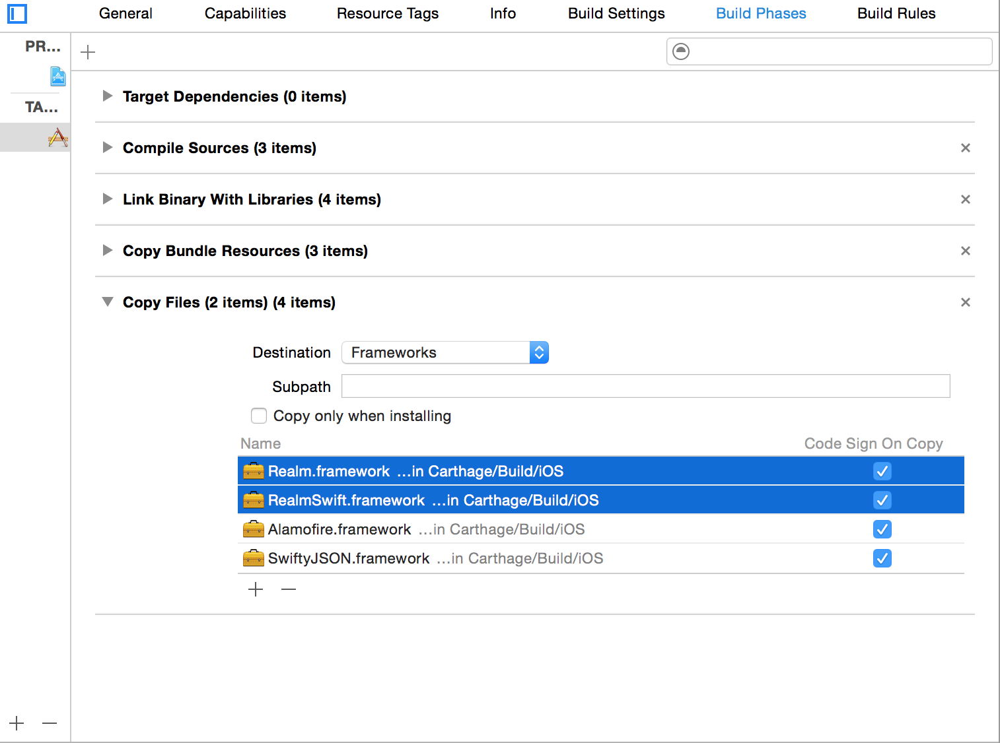 General Capabilities Resource Tags Info Build Settings Build Phases Build Rules
PR...
TA...
Target Dependencies (0 items)
Compile Sources (3 items)
Link Binary With Libraries (4 items)
Copy Bundle Resources (3 items)
Copy Files (2 items) (4 items)
Destination Frameworks
Subpath
Copy only when installing
Name Code Sign On Copy
Realm.framework ...in Carthage/Build/iOS
RealmSwift.framework ...in Carthage/Build/iOS
Alamofire.framework ...in Carthage/Build/iOS
SwiftyJSON.framework ...in Carthage/Build/iOS